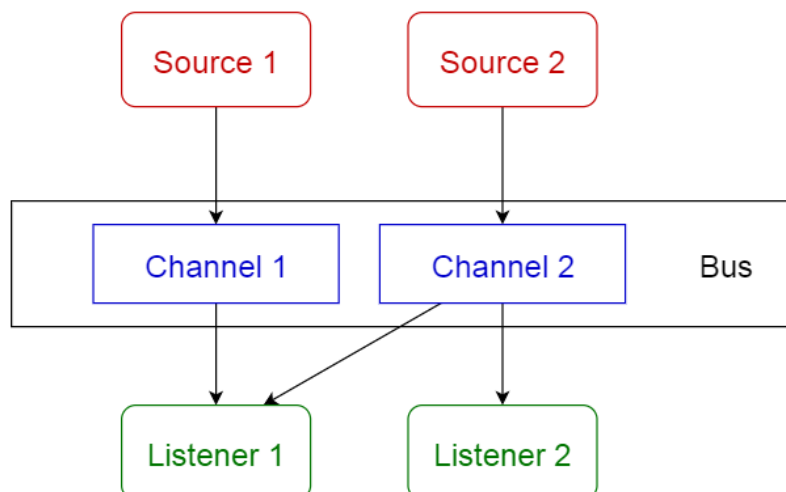 Source 1
Source 2
Channel 1
Channel 2
Bus
Listener 1
Listener 2